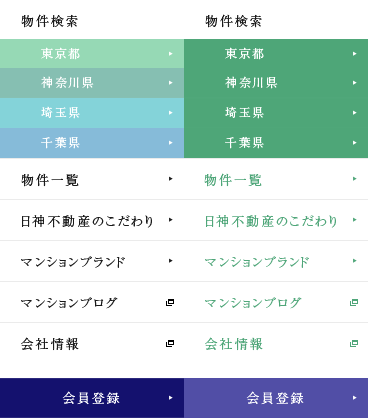 物件検索
東京都
神奈川県
埼玉県
千葉県
物件一覧
日神不動産のこだわり
マンションブランド
マンションブログ
会社情報
会員登録
物件検索
東京都
神奈川県
埼玉県
千葉県
物件一覧
日神不動産のこだわり
マンションブランド
マンションブログ
会社情報
会員登録